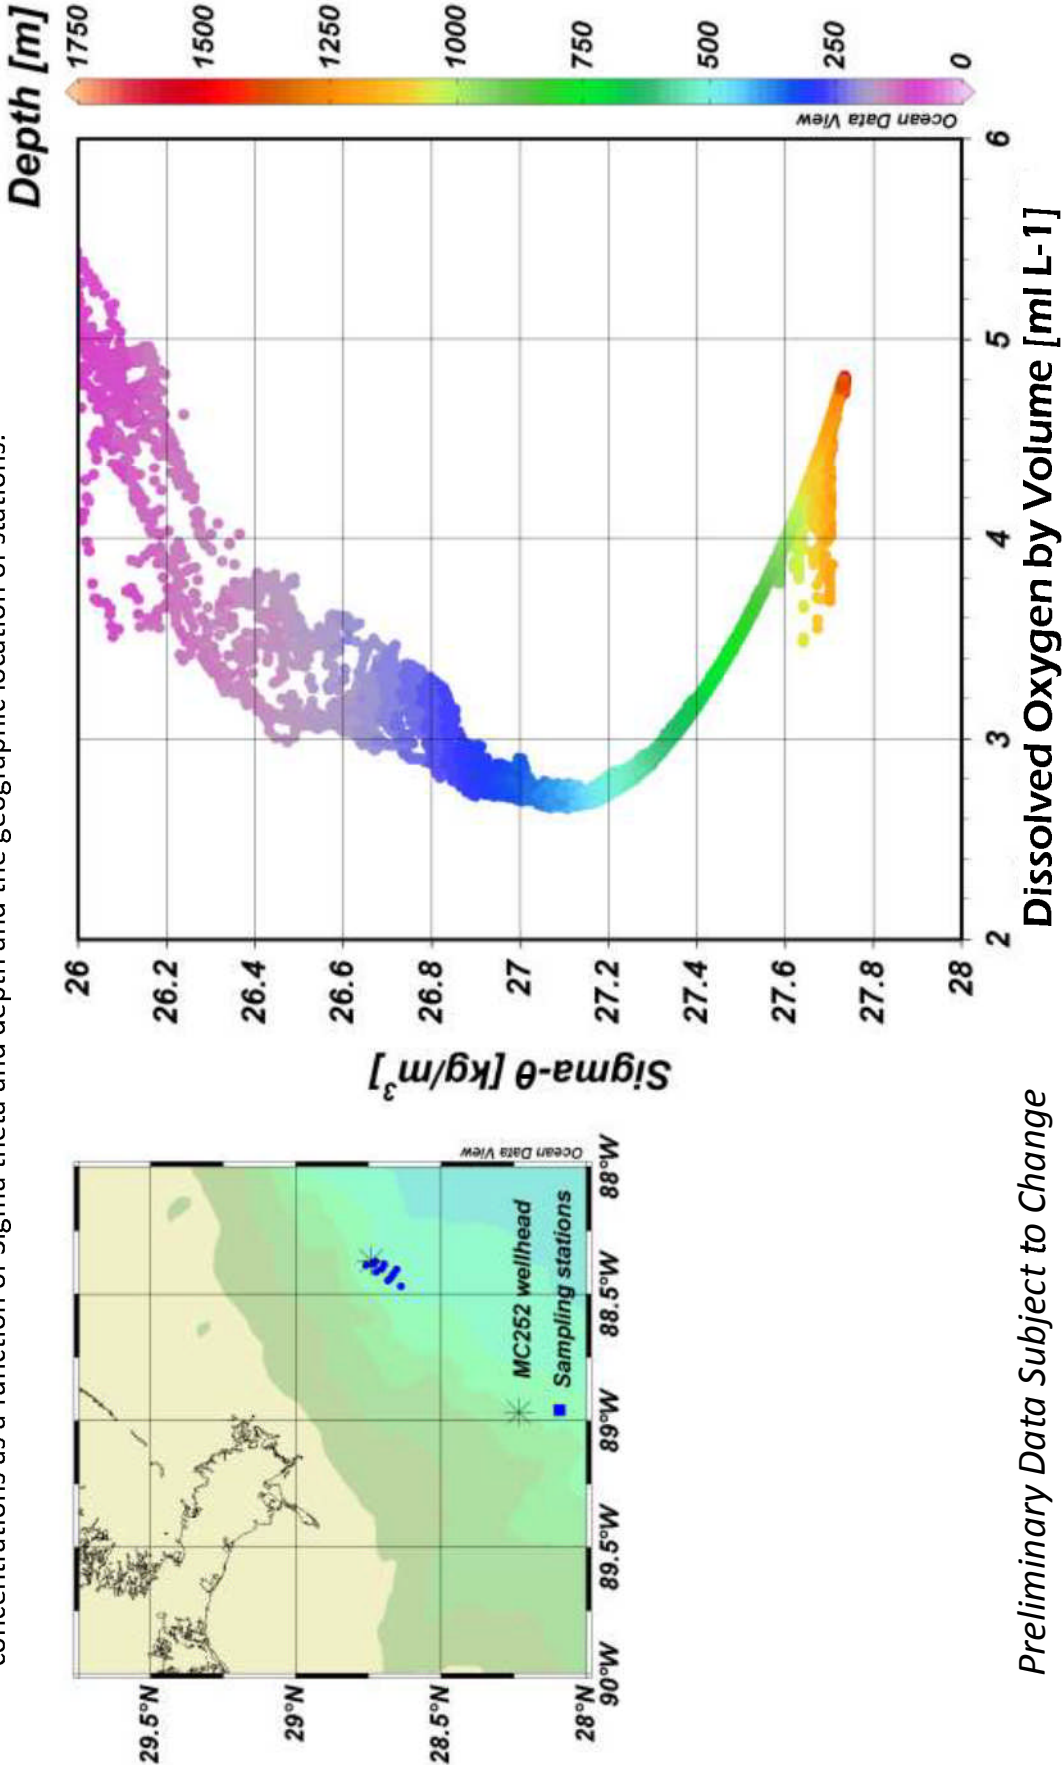 concentrations as a function of Sigma theta and depth and the geographic location of stations.
29.5°N
29°N
28.5°N
28°N
90°W
89.5°W
89°W
88.5°W
88°W
MC252 wellhead
Sampling stations
Ocean Data View
Sigma-θ [kg/m³]
26
26.2
26.4
26.6
26.8
27
27.2
27.4
27.6
27.8
28
2
3
4
5
6
Dissolved Oxygen by Volume [ml L-1]
Ocean Data View
Depth [m]
1750
1500
1250
1000
750
500
250
0
Preliminary Data Subject to Change